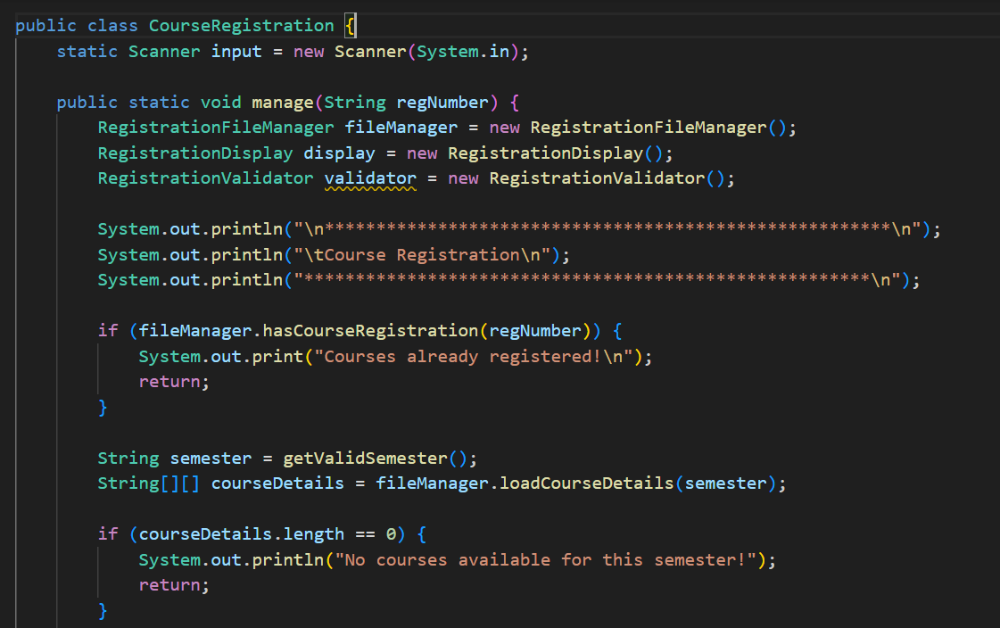 public class CourseRegistration {
static Scanner input = new Scanner(System.in);
public static void manage(String regNumber) {
RegistrationFileManager fileManager = new RegistrationFileManager();
RegistrationDisplay display = new RegistrationDisplay();
RegistrationValidator validator = new RegistrationValidator();
System.out.println("\n*******************************************************\n");
System.out.println("\tCourse Registration\n");
System.out.println("*******************************************************\n");
if (fileManager.hasCourseRegistration(regNumber)) {
System.out.print("Courses already registered!\n");
return;
}
String semester = getValidSemester();
String[][] courseDetails = fileManager.loadCourseDetails(semester);
if (courseDetails.length == 0) {
System.out.println("No courses available for this semester!");
return;
}